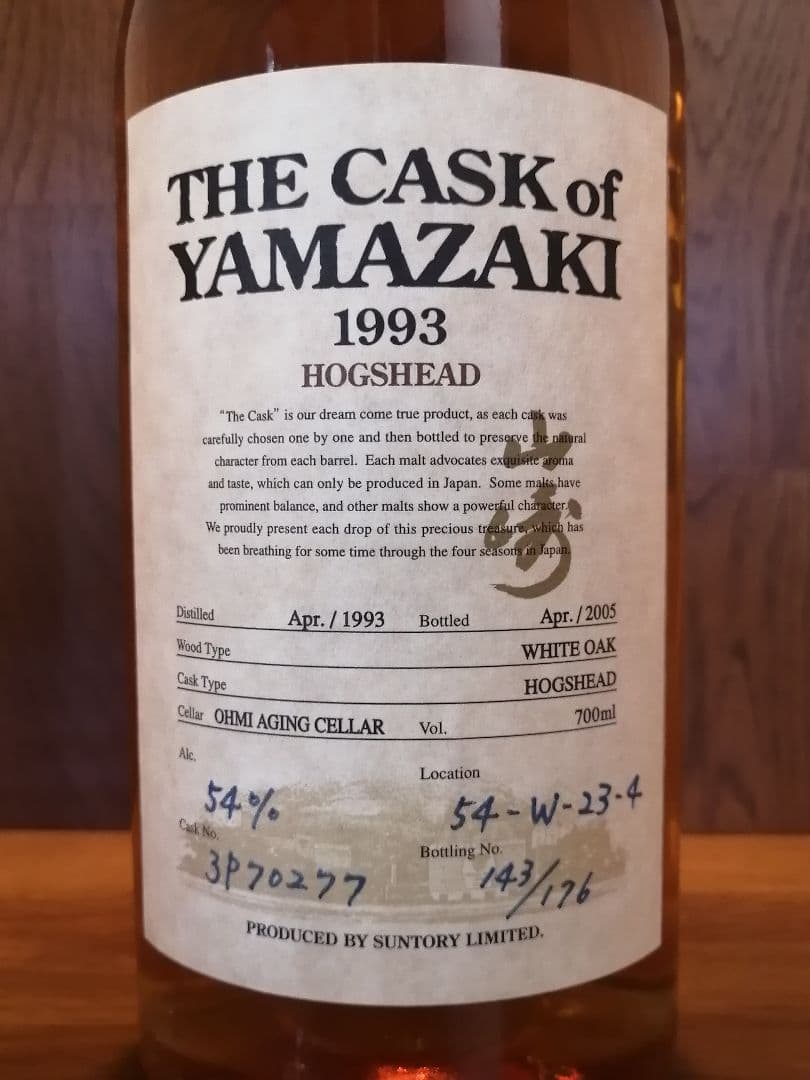 THE CASK of
YAMAZAKI
1993
HOGSHEAD
山崎
"The Cask" is our dream come true product, as each cask was
carefully chosen one by one and then bottled to preserve the natural
character from each barrel. Each malt advocates exquisite aroma
and taste, which can only be produced in Japan. Some malts have
prominent balance, and other malts show a powerful character.
We proudly present each drop of this precious treasure, which has
been breathing for some time through the four seasons in Japan.
Distilled Apr. / 1993 Bottled Apr. / 2005
Wood Type WHITE OAK
Cask Type HOGSHEAD
Cellar OHMI AGING CELLAR Vol. 700ml
Alc. 54% Location 54-W-23-4
Cask No. 3P70277 Bottling No. 143/176
PRODUCED BY SUNTORY LIMITED.